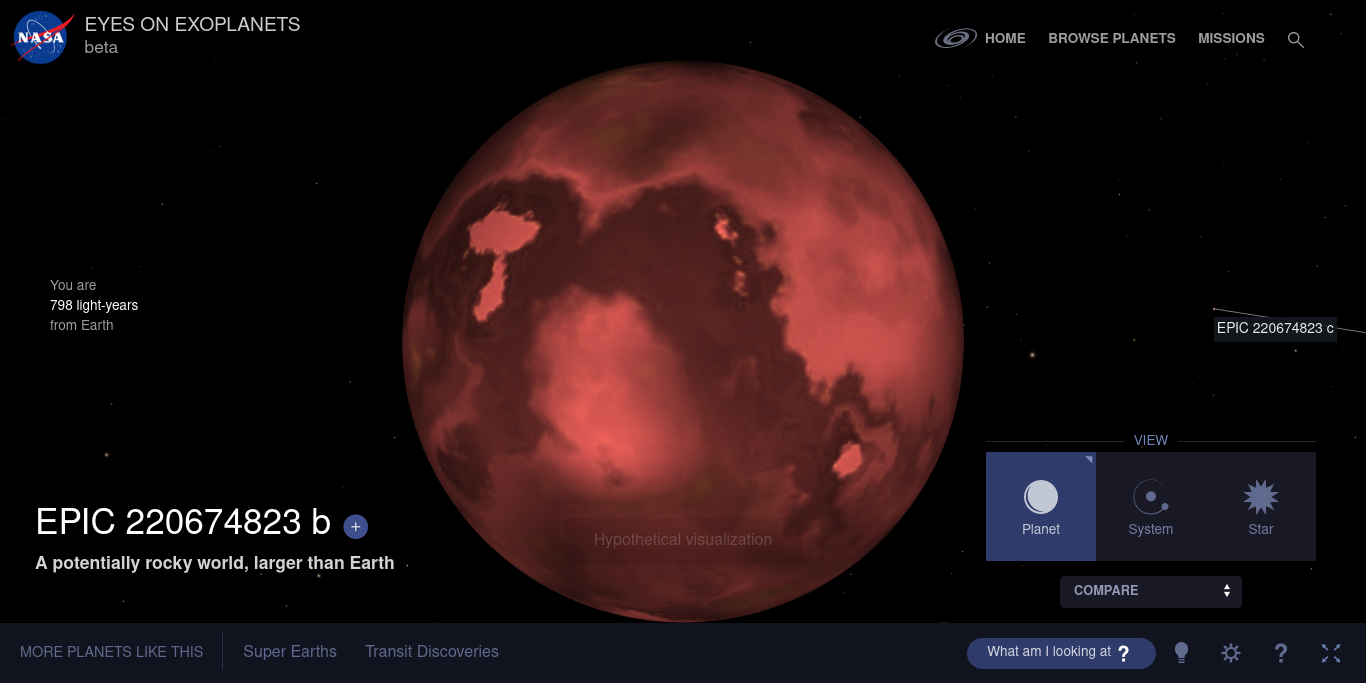 NASA
EYES ON EXOPLANETS
beta
HOME
BROWSE PLANETS
MISSIONS
You are
798 light-years
from Earth
EPIC 220674823 c
VIEW
Planet
System
Star
EPIC 220674823 b +
A potentially rocky world, larger than Earth
Hypothetical visualization
COMPARE
MORE PLANETS LIKE THIS
Super Earths
Transit Discoveries
What am I looking at ?
?